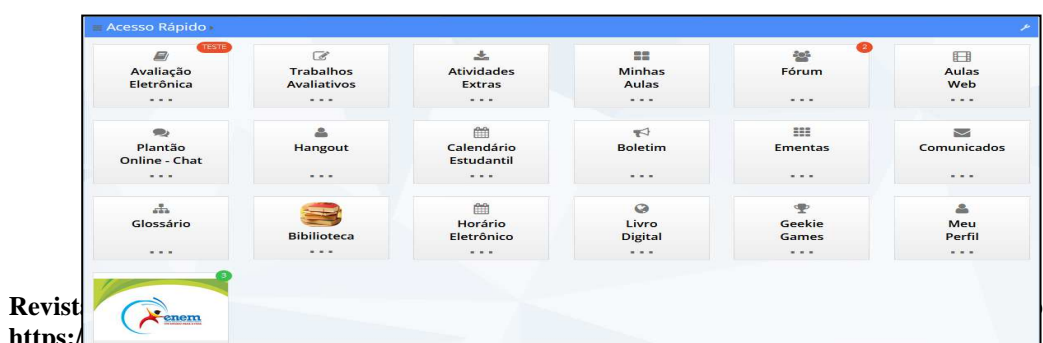 Acesso Rápido
TESTE
Avaliação
Eletrônica
Trabalhos
Avaliativos
Atividades
Extras
Minhas
Aulas
2
Fórum
Aulas
Web
Plantão
Online - Chat
Hangout
Calendário
Estudantil
Boletim
Ementas
Comunicados
Glossário
Bibilioteca
Horário
Eletrônico
Livro
Digital
Geekie
Games
Meu
Perfil
3
enem
https:/